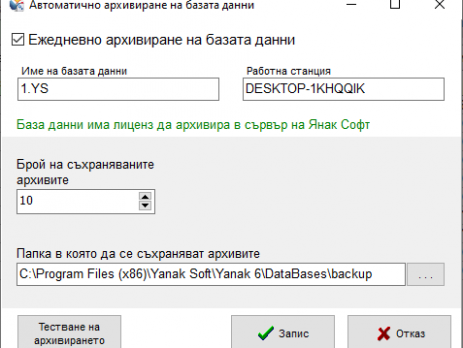 Автоматично архивиране на базата данни
Ежедневно архивиране на базата данни
Име на базата данни
Работна станция
1.YS
DESKTOP-1KHQQIK
База данни има лиценз да архивира в сървър на Янак Софт
Брой на съхраняваните
архивите
10
Папка в която да се съхраняват архивите
C:\Program Files (x86)\Yanak Soft\Yanak 6\DataBases\backup
...
Тестване на
архивирането
Запис
Отказ